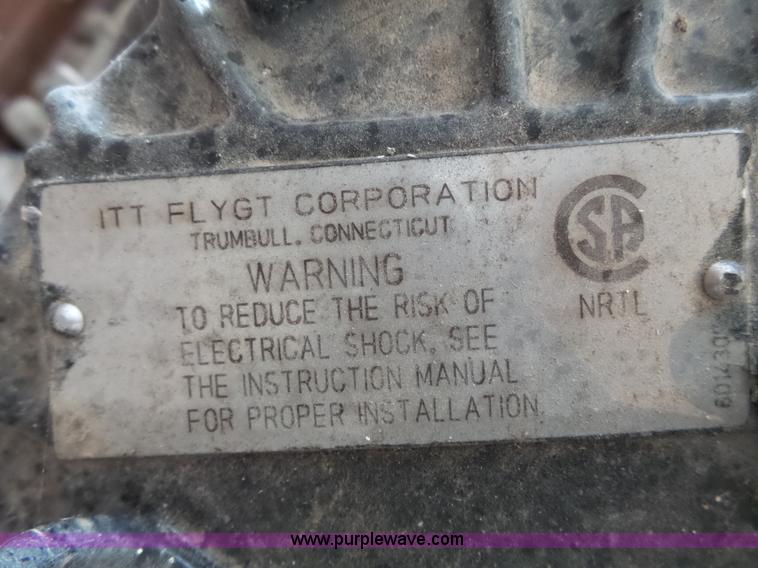 ITT FLYGT CORPORATION
TRUMBULL, CONNECTICUT
WARNING
TO REDUCE THE RISK OF
ELECTRICAL SHOCK, SEE
THE INSTRUCTION MANUAL
FOR PROPER INSTALLATION.
CSA
NRTL
www.purplewave.com